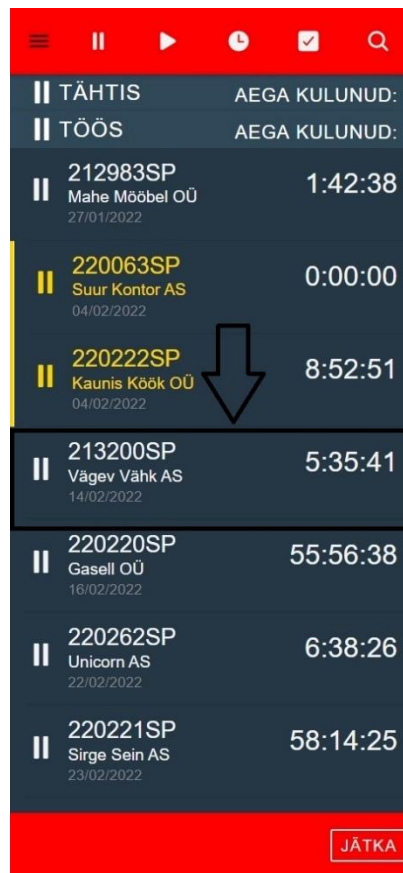 TÄHTIS AEGA KULUNUD:
TÖÖS AEGA KULUNUD:
212983SP 1:42:38
Mahe Mööbel OÜ
27/01/2022
220063SP 0:00:00
Suur Kontor AS
04/02/2022
220222SP 8:52:51
Kaunis Köök OÜ
04/02/2022
213200SP 5:35:41
Vägev Vähk AS
14/02/2022
220220SP 55:56:38
Gasell OÜ
16/02/2022
220262SP 6:38:26
Unicorn AS
22/02/2022
220221SP 58:14:25
Sirge Sein AS
23/02/2022
JÄTKA